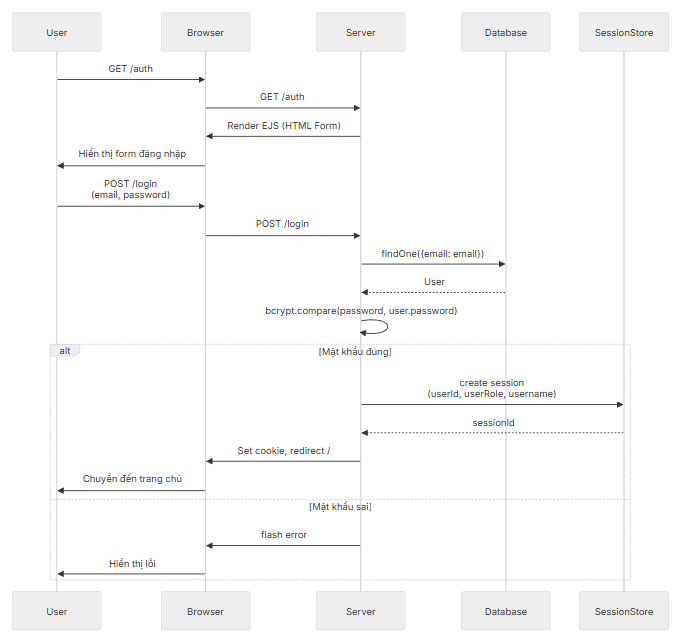 User
Browser
Server
Database
SessionStore
GET /auth
GET /auth
Render EJS (HTML Form)
Hiển thị form đăng nhập
POST /login
(email, password)
POST /login
findOne({email: email})
User
bcrypt.compare(password, user.password)
alt
[Mật khẩu đúng]
create session
(userId, userRole, username)
sessionId
Set cookie, redirect /
Chuyển đến trang chủ
[Mật khẩu sai]
flash error
Hiển thị lỗi
User
Browser
Server
Database
SessionStore